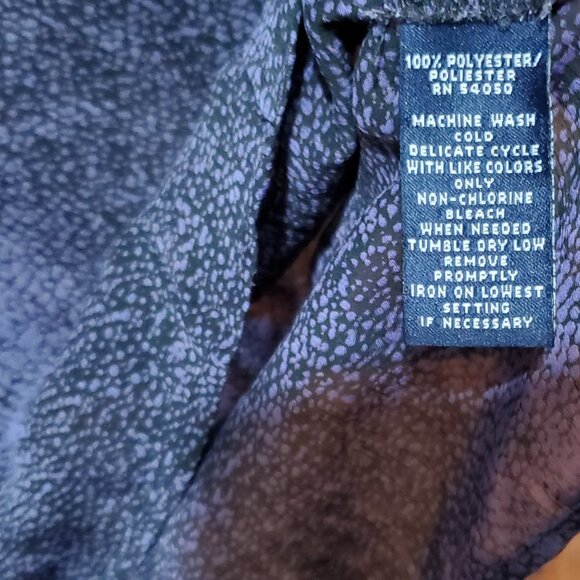 100% POLYESTER/
POLIESTER
RN 54050
MACHINE WASH
COLD
DELICATE CYCLE
WITH LIKE COLORS
ONLY
NON-CHLORINE
BLEACH
WHEN NEEDED
TUMBLE DRY LOW
REMOVE
PROMPTLY
IRON ON LOWEST
SETTING
IF NECESSARY